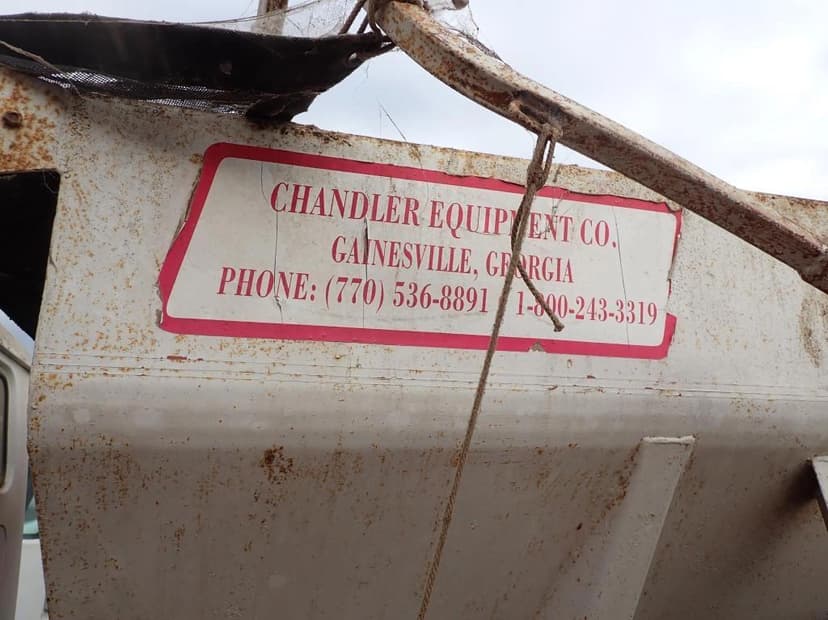 CHANDLER EQUIPMENT CO.
GAINESVILLE, GEORGIA
PHONE: (770) 536-8891 1-800-243-3319